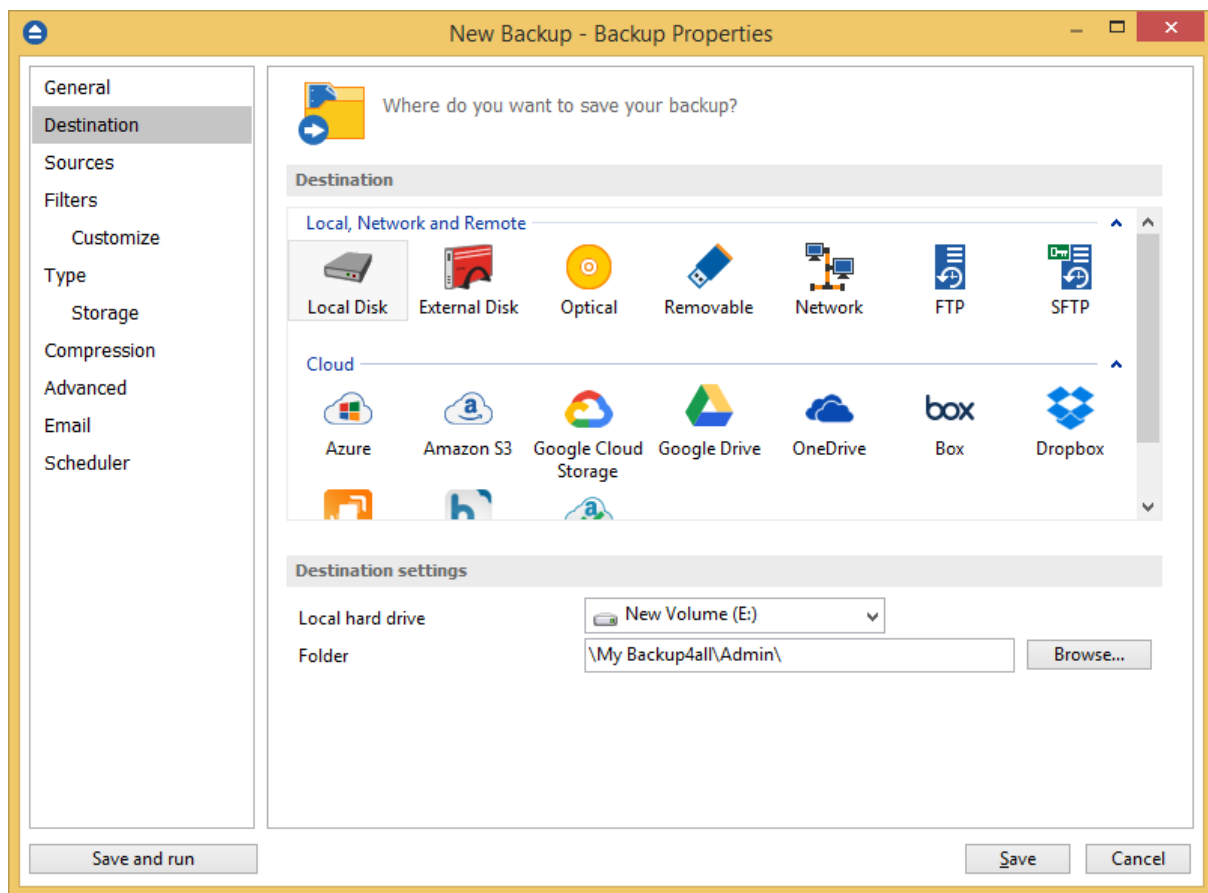 New Backup - Backup Properties
General
Destination
Sources
Filters
Customize
Type
Storage
Compression
Advanced
Email
Scheduler
Where do you want to save your backup?
Destination
Local, Network and Remote
Local Disk External Disk Optical Removable Network FTP SFTP
Cloud
a
box
Azure Amazon S3 Google Cloud Google Drive OneDrive Box Dropbox
Storage
h a
Destination settings
Local hard drive New Volume (E:)
Folder \My Backup4all\Admin\ Browse...
Save and run Save Cancel